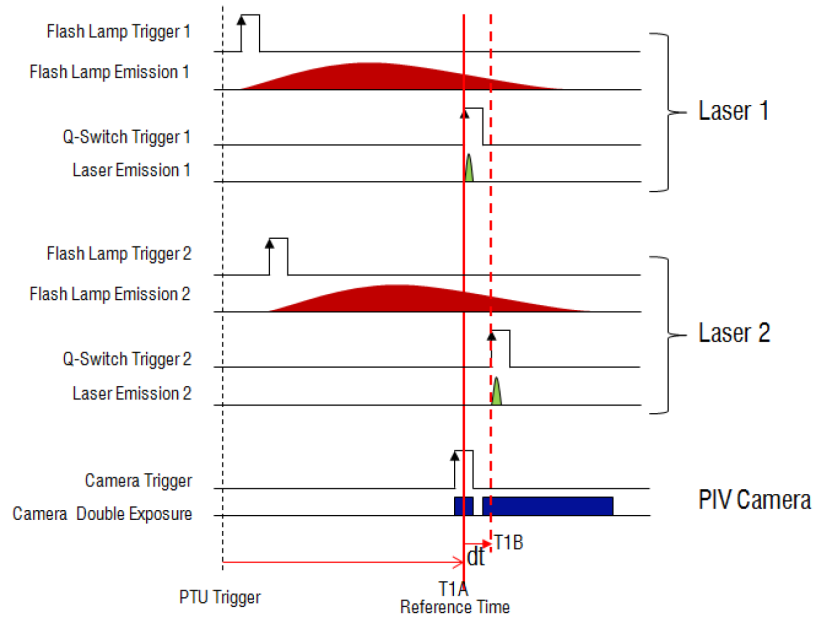 Flash Lamp Trigger 1
Flash Lamp Emission 1
Laser 1
Q-Switch Trigger 1
Laser Emission 1
Flash Lamp Trigger 2
Flash Lamp Emission 2
Laser 2
Q-Switch Trigger 2
Laser Emission 2
Camera Trigger
PIV Camera
Camera Double Exposure
T1B
dt
T1A
PTU Trigger
Reference Time